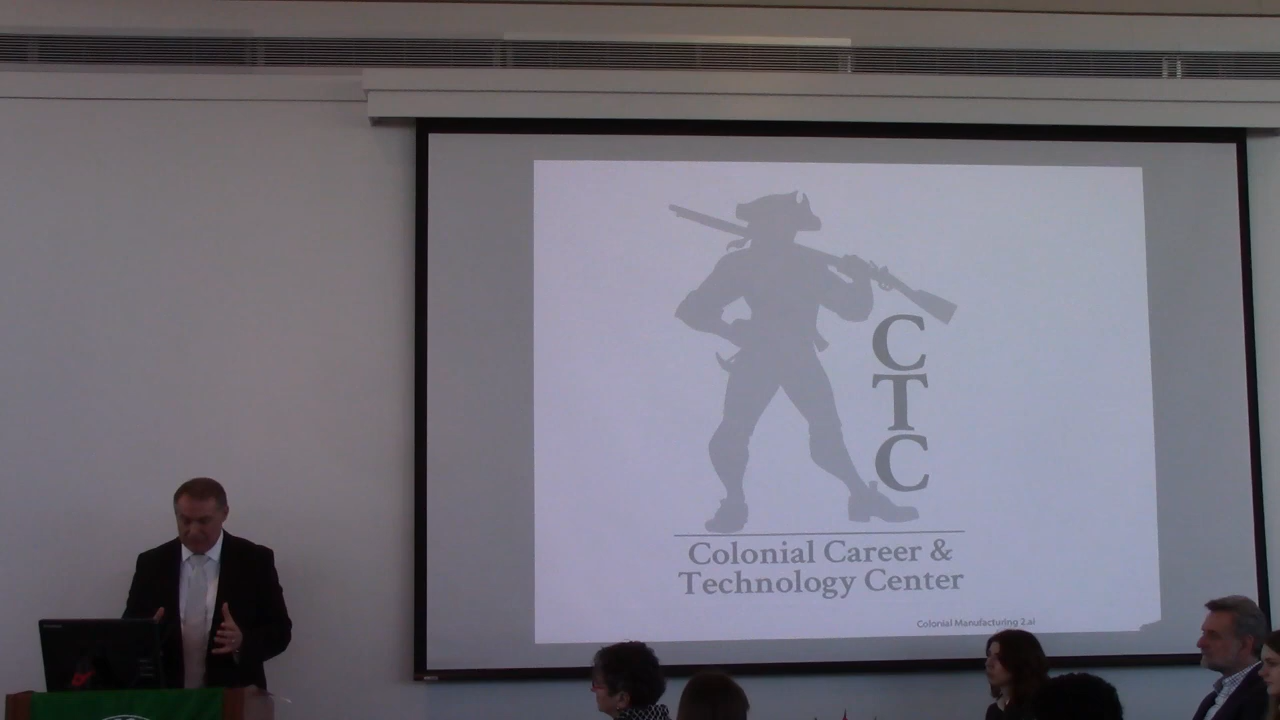 C
T
C
Colonial Career &
Technology Center
Colonial Manufacturing 2.ai